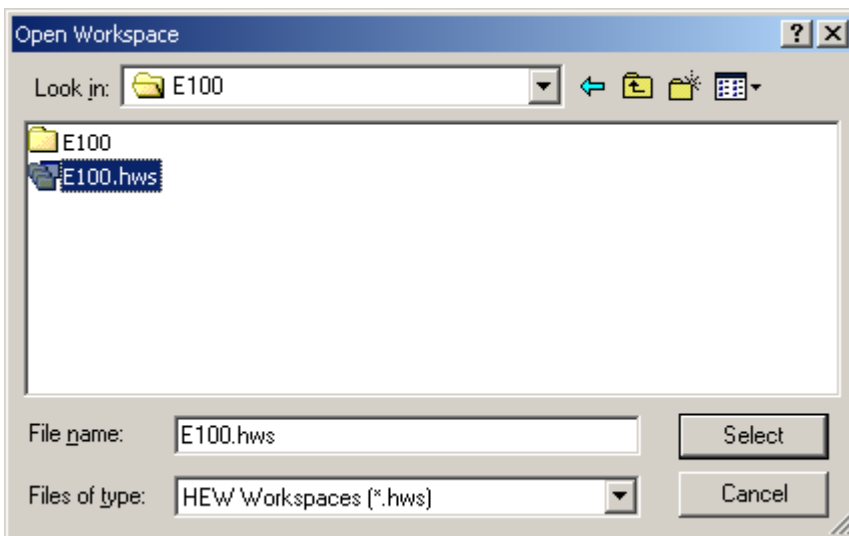 Open Workspace
Look in: E100
E100
E100.hws
File name: E100.hws Select
Files of type: HEW Workspaces (*.hws) Cancel